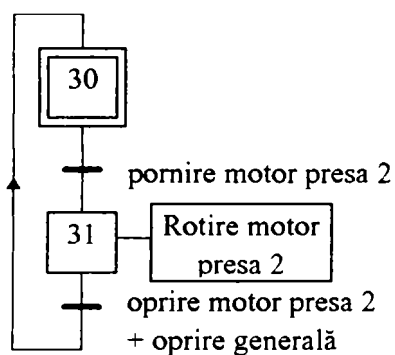 30
pornire motor presa 2
31
Rotire motor
presa 2
oprire motor presa 2
+ oprire generală